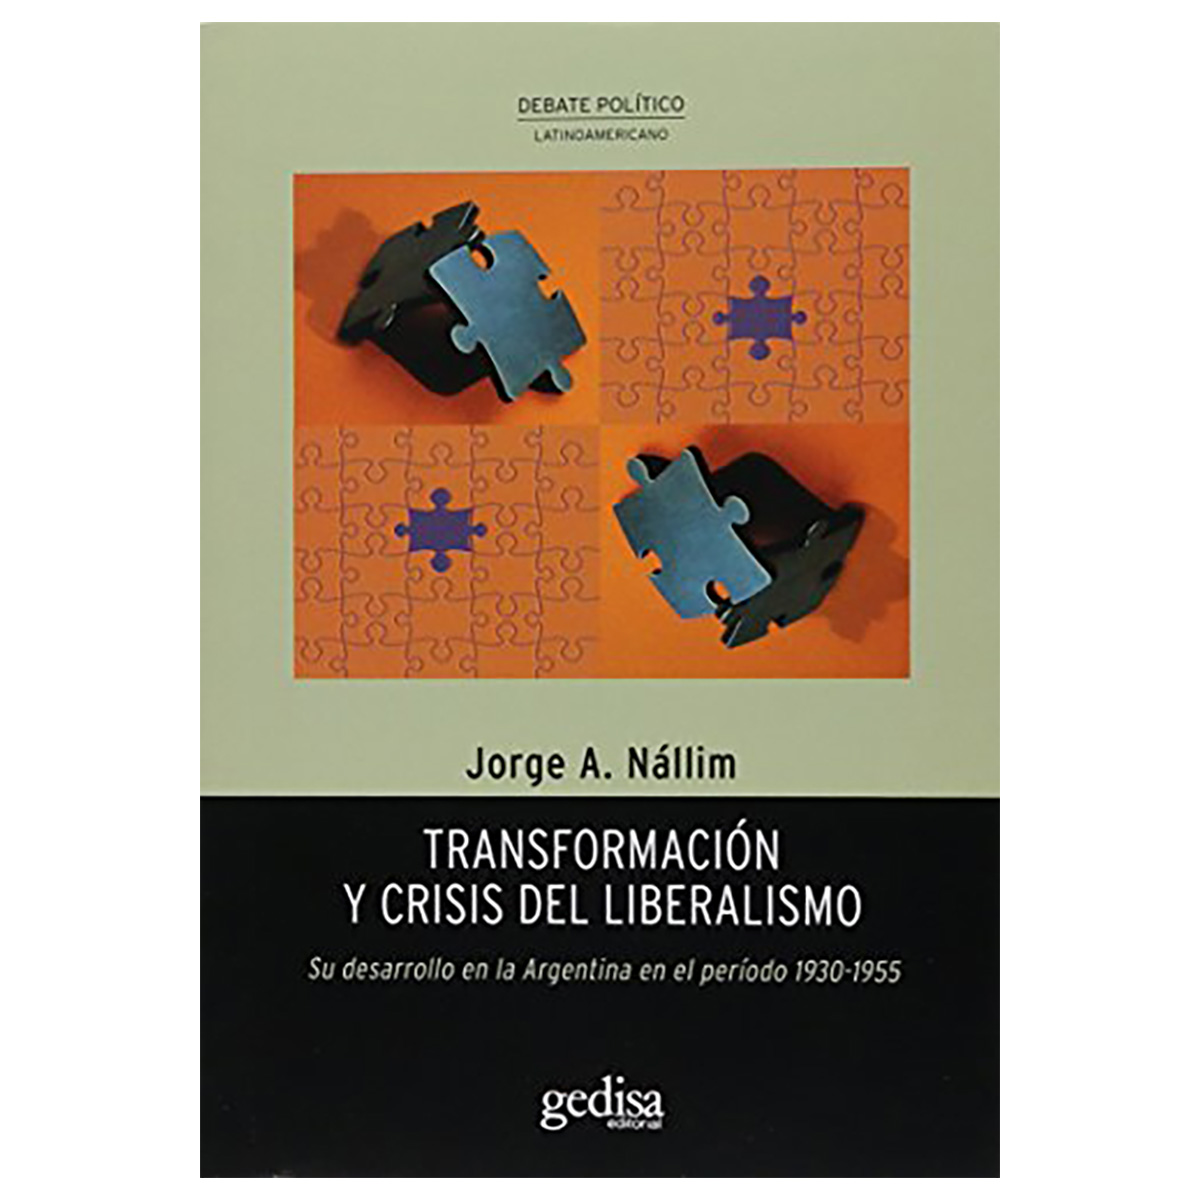 DEBATE POLÍTICO
LATINOAMERICANO
Jorge A. Nállim
TRANSFORMACIÓN
Y CRISIS DEL LIBERALISMO
Su desarrollo en la Argentina en el período 1930-1955
gedisa
editorial